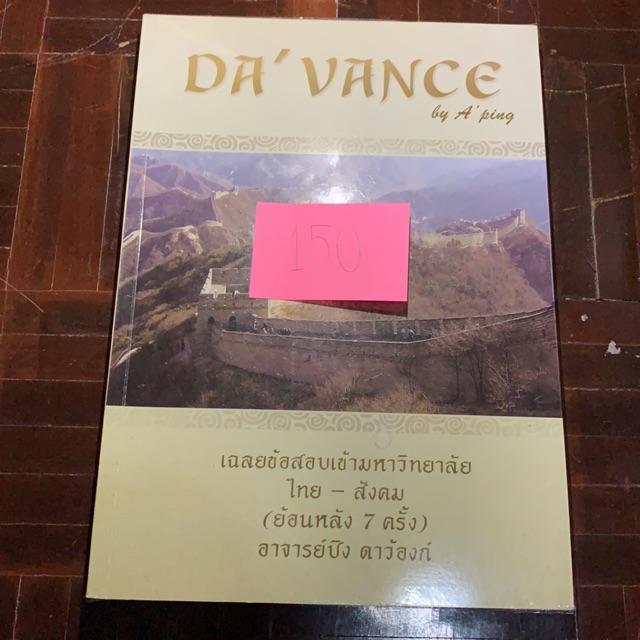 DA' VANCE
by A' ping
150
เฉลยข้อสอบเข้ามหาวิทยาลัย
ไทย – สังคม
(ย้อนหลัง 7 ครั้ง)
อาจารย์ปิง ดาว้องก์